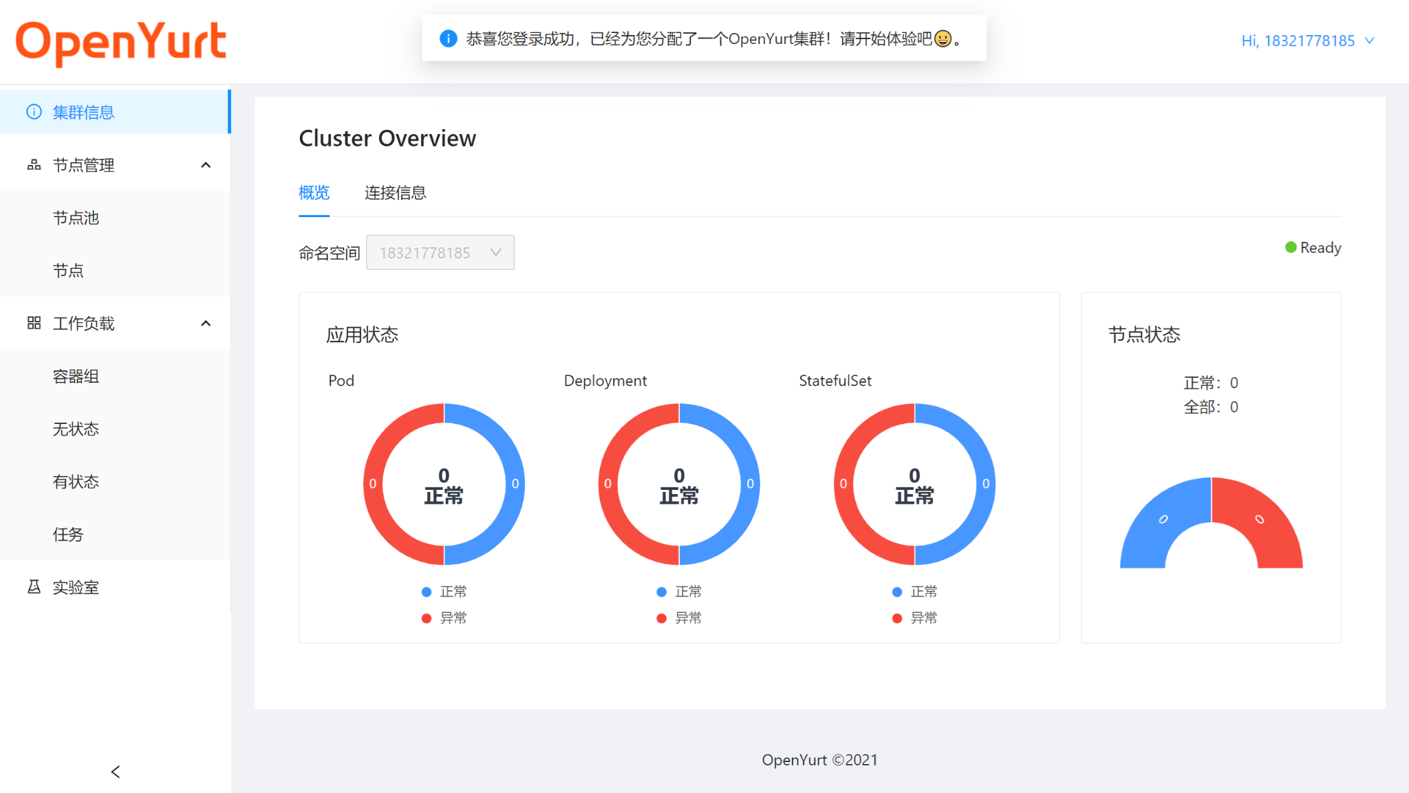 OpenYurt
恭喜您登录成功，已经为您分配了一个OpenYurt集群！请开始体验吧😀。
Hi, 18321778185
集群信息
节点管理
节点池
节点
工作负载
容器组
无状态
有状态
任务
实验室
Cluster Overview
概览 连接信息
命名空间 18321778185
Ready
应用状态
Pod
0
0
正常
0
正常
异常
Deployment
0
0
正常
0
正常
异常
StatefulSet
0
0
正常
0
正常
异常
节点状态
正常：0
全部：0
0 0
OpenYurt ©2021